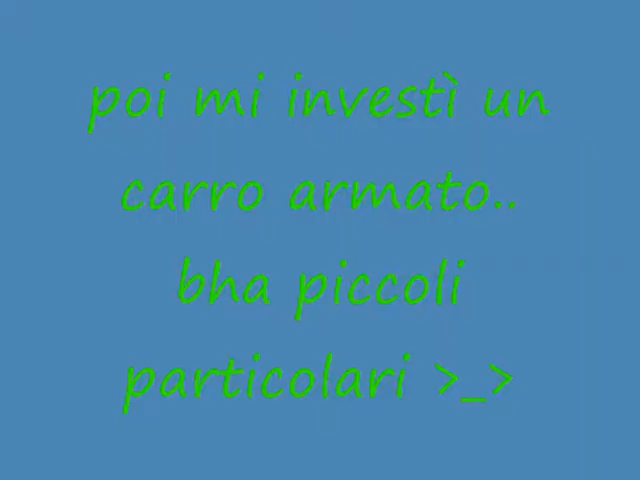 poi mi investì un
carro armato..
bha piccoli
particolari >_>